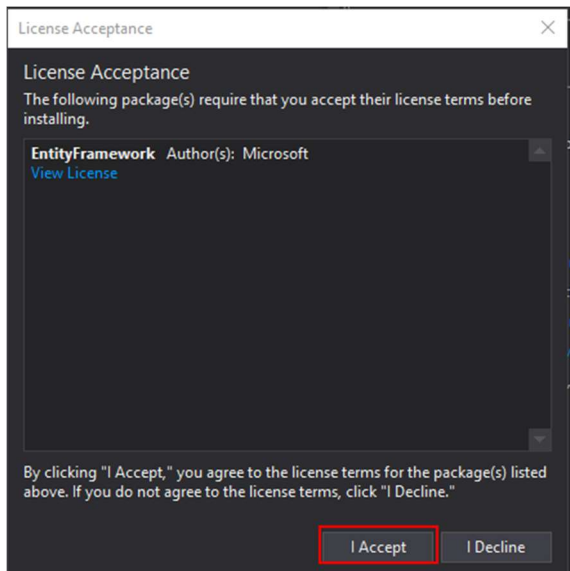 License Acceptance
License Acceptance
The following package(s) require that you accept their license terms before
installing.
EntityFramework Author(s): Microsoft
View License
By clicking "I Accept," you agree to the license terms for the package(s) listed
above. If you do not agree to the license terms, click "I Decline."
I Accept I Decline